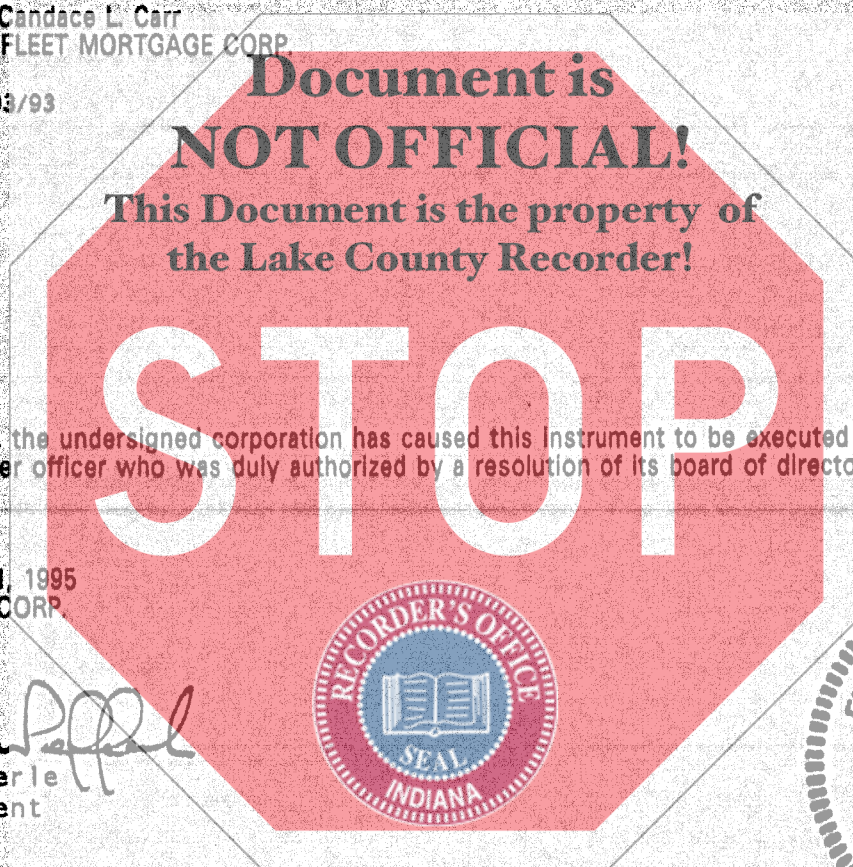 Candace L. Carr
FLEET MORTGAGE CORP.
Document is
3/93
NOT OFFICIAL!
This Document is the property of
the Lake County Recorder!
STOP
the undersigned corporation has caused this instrument to be executed
er officer who was duly authorized by a resolution of its board of directo
1, 1995
CORP.
RECORDER'S OFFICE
SEAL
INDIANA
erle
ent